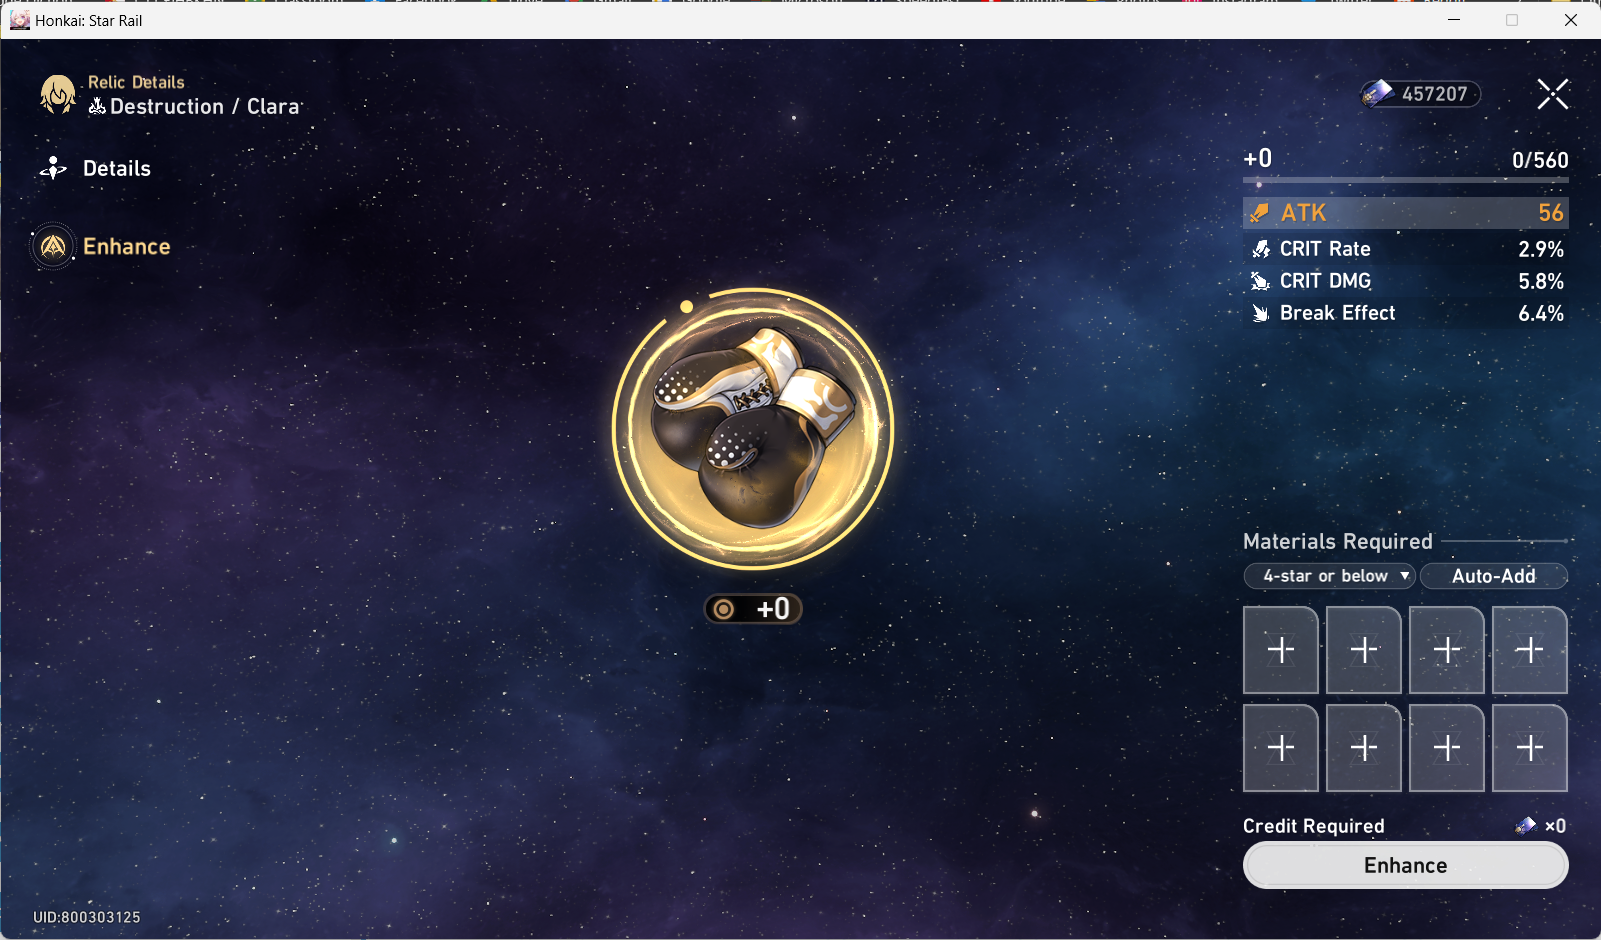 Honkai: Star Rail
Relic Details
Destruction / Clara
457207
Details
+0
0/560
ATK 56
Enhance
CRIT Rate 2.9%
CRIT DMG 5.8%
Break Effect 6.4%
Materials Required
4-star or below
Auto-Add
+0
Credit Required ×0
Enhance
UID:800303125